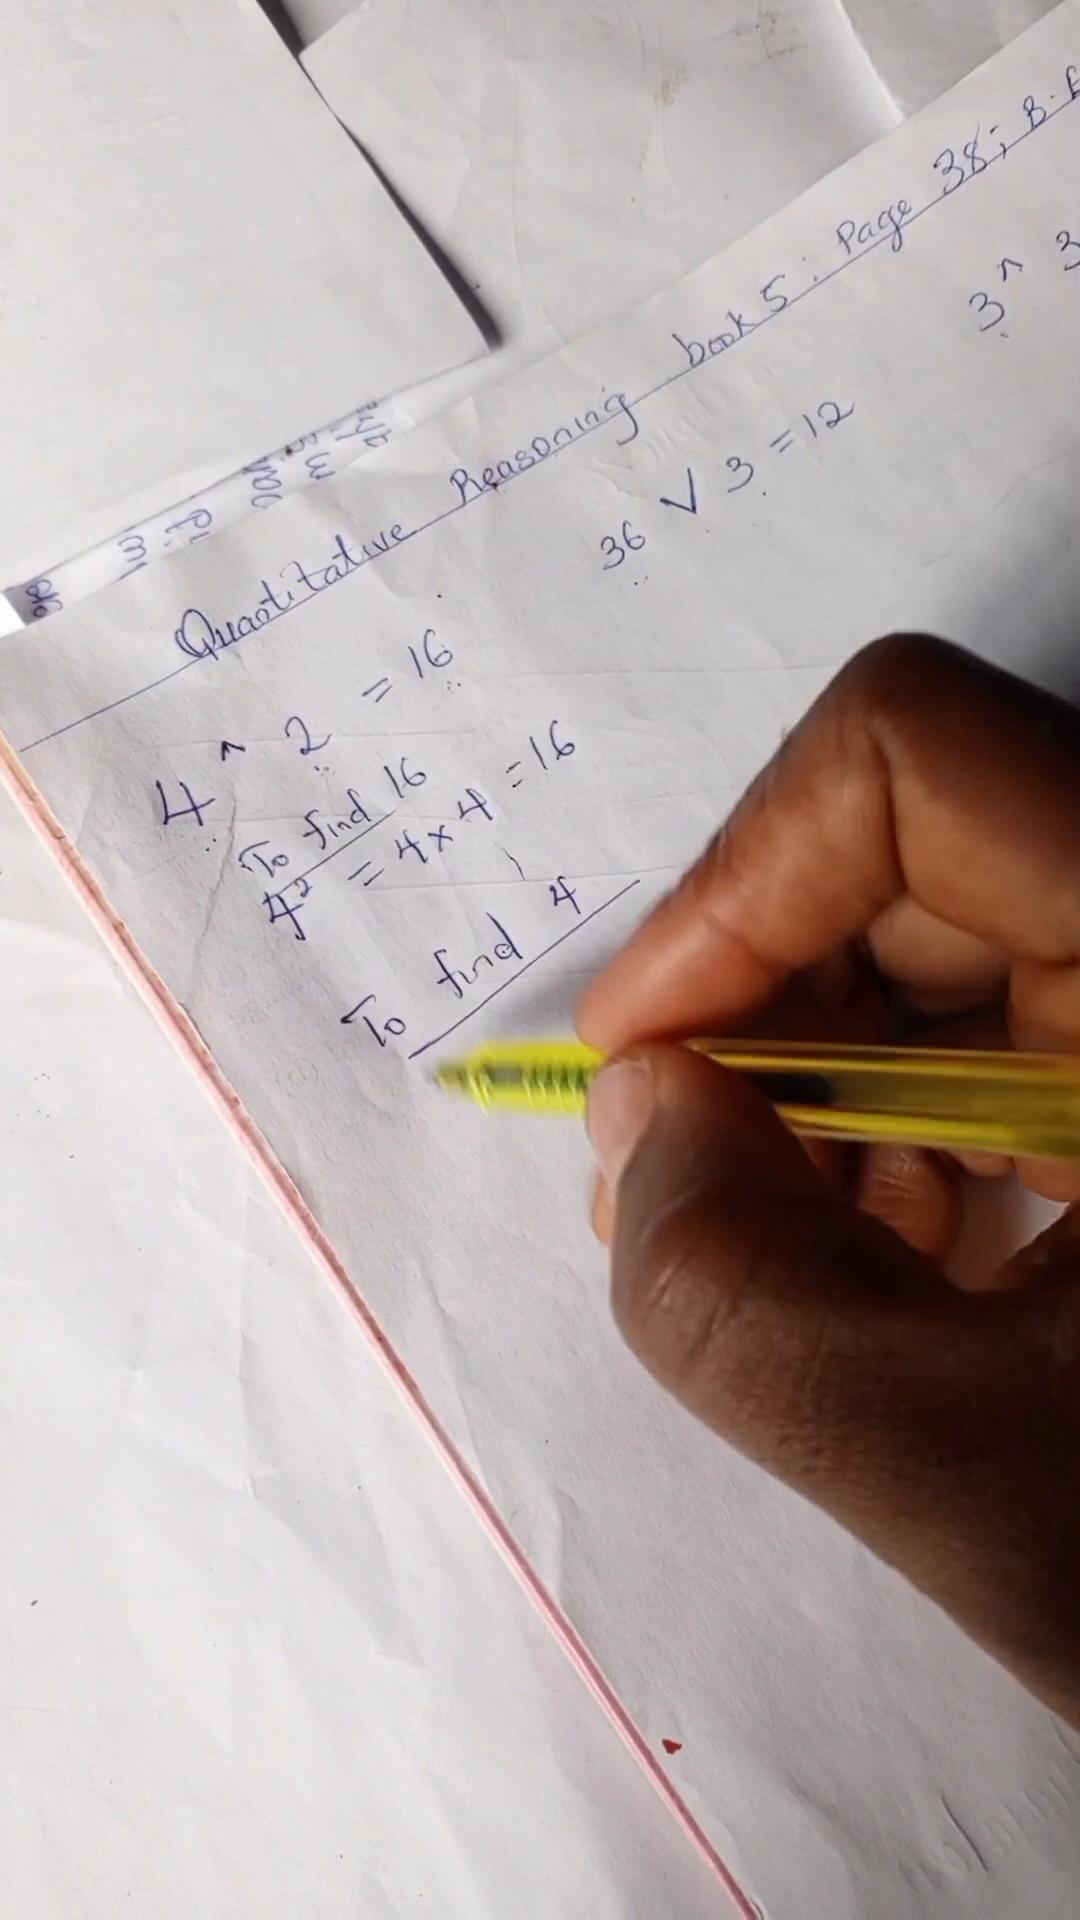 Quantitative Reasoning book 5: Page 38; B.
4 ^ 2 = 16
36 V 3 = 12
3 ^ 3
To find 16
4² = 4 × 4 = 16
To find 4